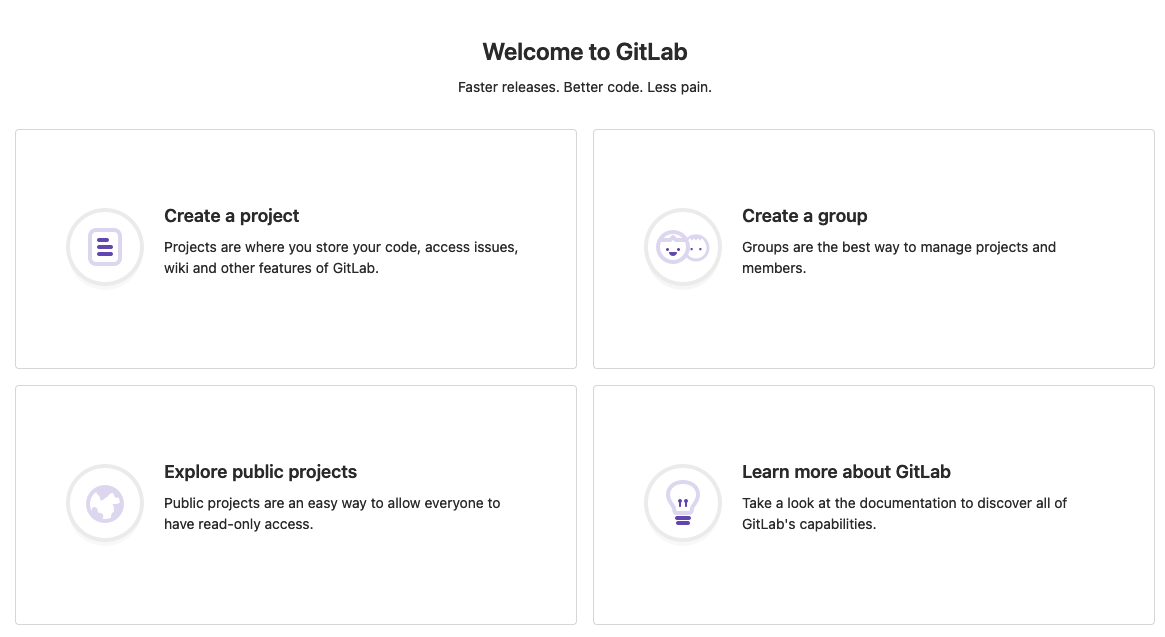 Welcome to GitLab
Faster releases. Better code. Less pain.
Create a project
Projects are where you store your code, access issues,
wiki and other features of GitLab.
Create a group
Groups are the best way to manage projects and
members.
Explore public projects
Public projects are an easy way to allow everyone to
have read-only access.
Learn more about GitLab
Take a look at the documentation to discover all of
GitLab's capabilities.